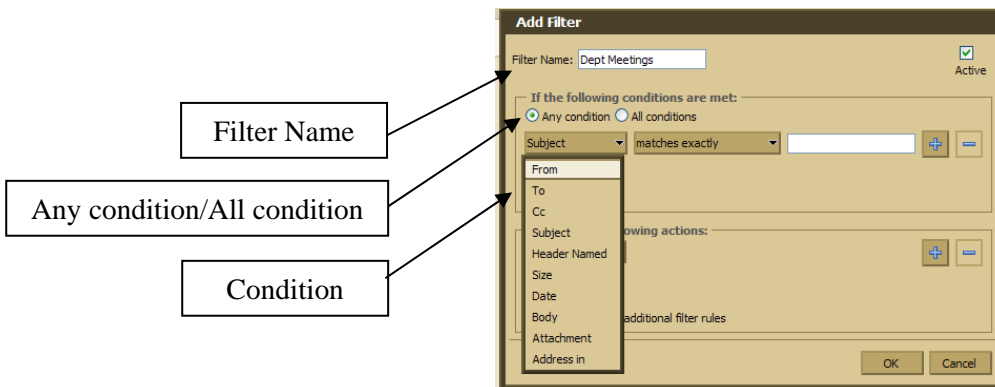 Add Filter
Filter Name: Dept Meetings
Active
If the following conditions are met:
Any condition All conditions
Subject matches exactly
From
To
Cc
Subject
Header Named
Size
Date
Body
Attachment
Address in
owing actions:
additional filter rules
OK Cancel
Filter Name
Any condition/All condition
Condition